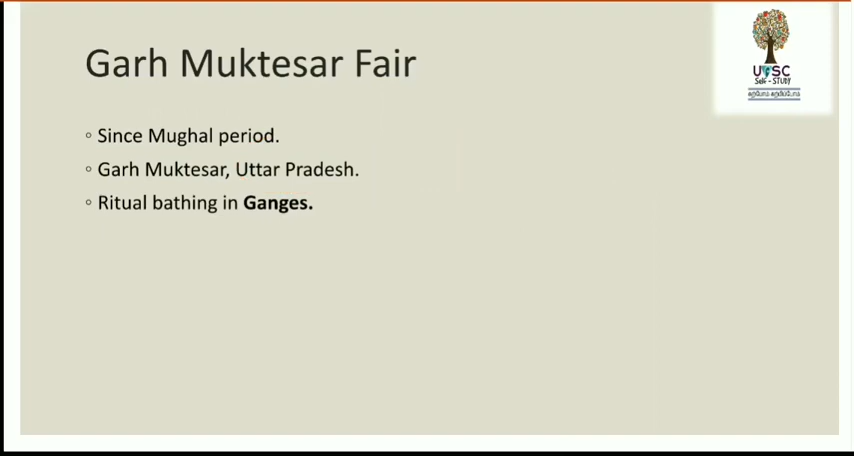 Garh Muktesar Fair
UPSC
Self - STUDY
◦ Since Mughal period.
◦ Garh Muktesar, Uttar Pradesh.
◦ Ritual bathing in Ganges.